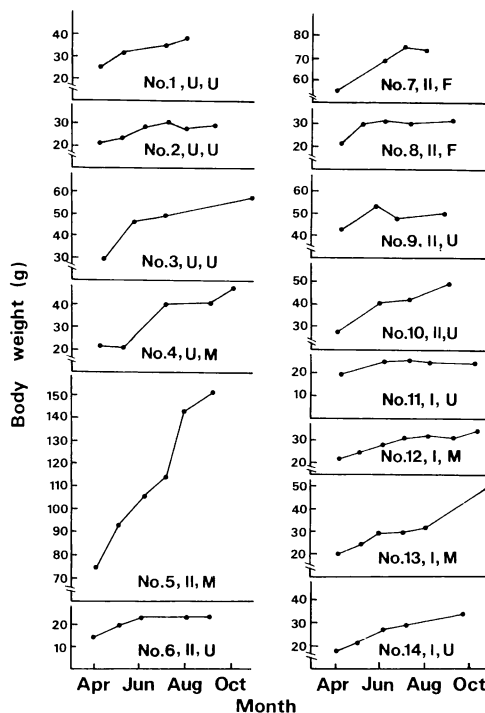 Body weight (g)
40
30
20
No.1, U, U
30
20
No.2, U, U
60
50
40
30
No.3, U, U
40
30
20
No.4, U, M
150
140
130
120
110
100
90
80
70
No.5, II, M
20
10
No.6, II, U
Apr Jun Aug Oct
70
60
No.7, II, F
30
20
No.8, II, F
60
50
40
No.9, II, U
50
40
30
No.10, II, U
20
No.11, I, U
30
20
No.12, I, M
50
40
30
20
No.13, I, M
40
30
20
No.14, I, U
Apr Jun Aug Oct
Month